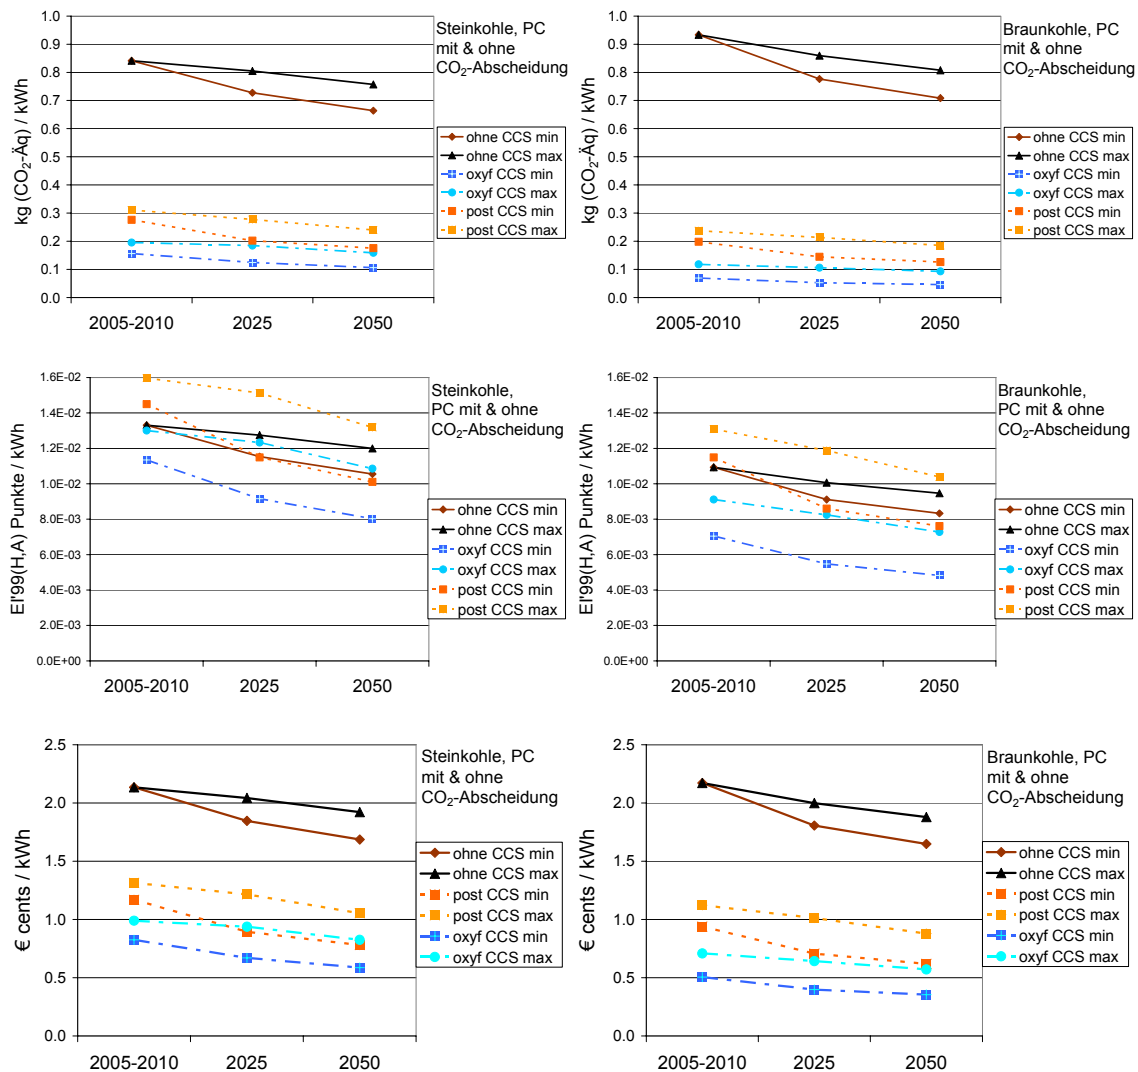 Steinkohle, PC
mit & ohne
CO₂-Abscheidung
kg (CO₂-Äq) / kWh
1.0
0.9
0.8
0.7
0.6
0.5
0.4
0.3
0.2
0.1
0.0
2005-2010 2025 2050
ohne CCS min
ohne CCS max
oxyf CCS min
oxyf CCS max
post CCS min
post CCS max
Braunkohle, PC
mit & ohne
CO₂-Abscheidung
kg (CO₂-Äq) / kWh
1.0
0.9
0.8
0.7
0.6
0.5
0.4
0.3
0.2
0.1
0.0
2005-2010 2025 2050
ohne CCS min
ohne CCS max
oxyf CCS min
oxyf CCS max
post CCS min
post CCS max
Steinkohle,
PC mit & ohne
CO₂-Abscheidung
EI'99(H,A) Punkte / kWh
1.6E-02
1.4E-02
1.2E-02
1.0E-02
8.0E-03
6.0E-03
4.0E-03
2.0E-03
0.0E+00
2005-2010 2025 2050
ohne CCS min
ohne CCS max
oxyf CCS min
oxyf CCS max
post CCS min
post CCS max
Braunkohle,
PC mit & ohne
CO₂-Abscheidung
EI'99(H,A) Punkte / kWh
1.6E-02
1.4E-02
1.2E-02
1.0E-02
8.0E-03
6.0E-03
4.0E-03
2.0E-03
0.0E+00
2005-2010 2025 2050
ohne CCS min
ohne CCS max
oxyf CCS min
oxyf CCS max
post CCS min
post CCS max
Steinkohle, PC
mit & ohne
CO₂-Abscheidung
€ cents / kWh
2.5
2.0
1.5
1.0
0.5
0.0
2005-2010 2025 2050
ohne CCS min
ohne CCS max
post CCS min
post CCS max
oxyf CCS min
oxyf CCS max
Braunkohle, PC
mit & ohne
CO₂-Abscheidung
€ cents / kWh
2.5
2.0
1.5
1.0
0.5
0.0
2005-2010 2025 2050
ohne CCS min
ohne CCS max
post CCS min
post CCS max
oxyf CCS min
oxyf CCS max